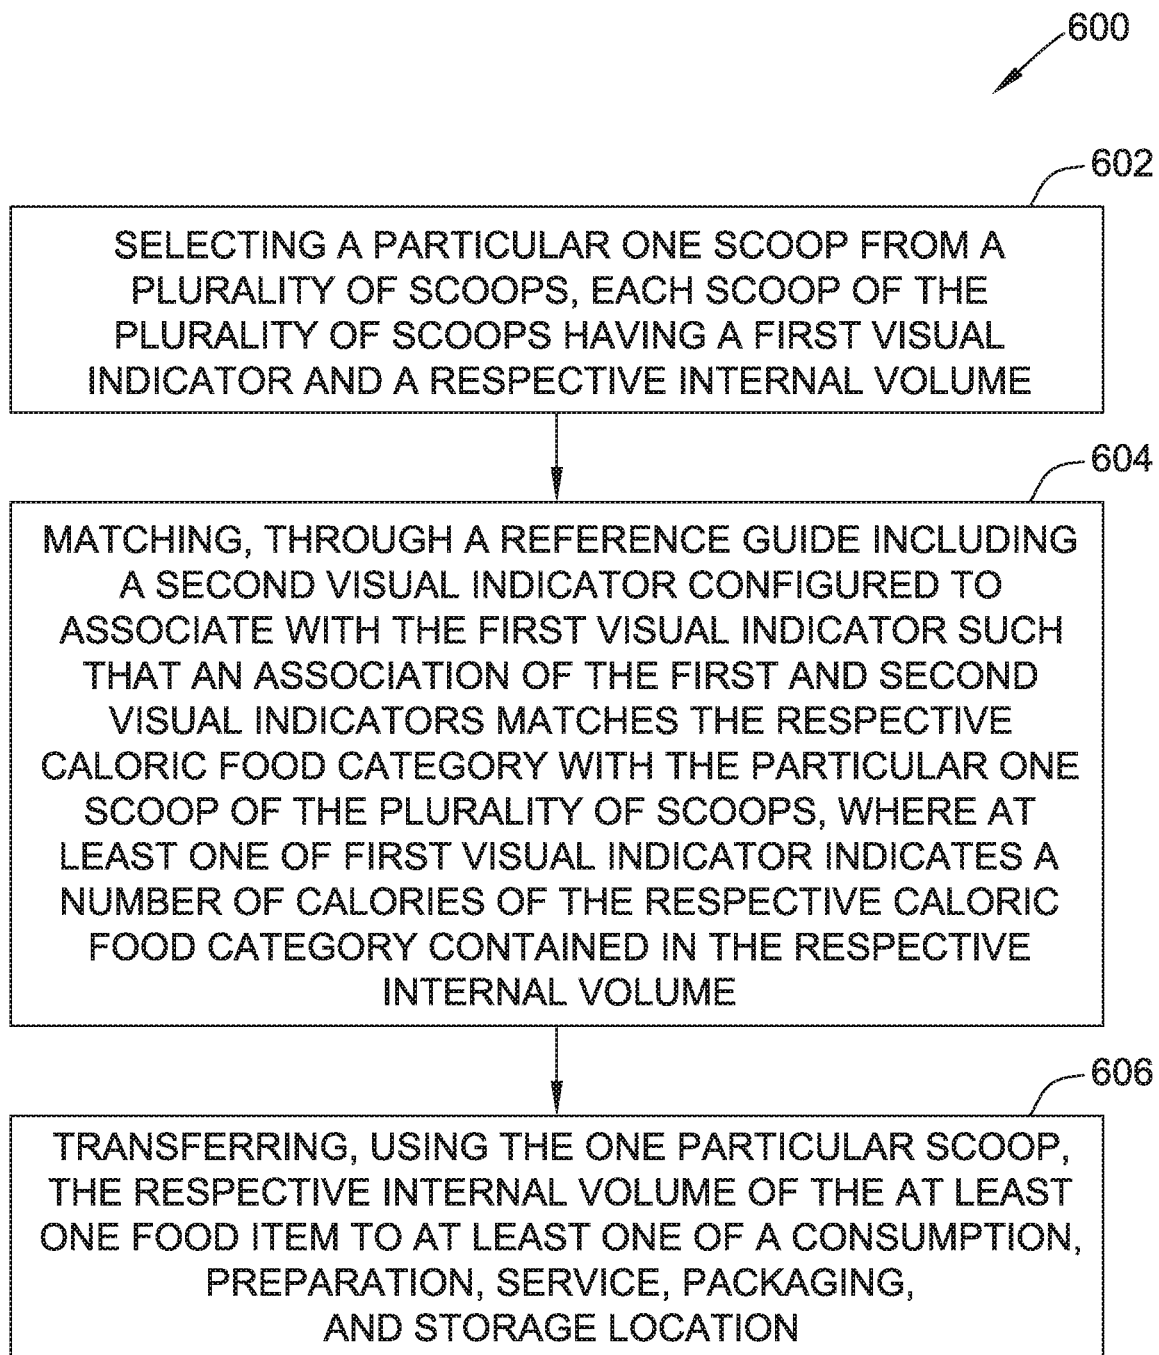 600
602
SELECTING A PARTICULAR ONE SCOOP FROM A
PLURALITY OF SCOOPS, EACH SCOOP OF THE
PLURALITY OF SCOOPS HAVING A FIRST VISUAL
INDICATOR AND A RESPECTIVE INTERNAL VOLUME
604
MATCHING, THROUGH A REFERENCE GUIDE INCLUDING
A SECOND VISUAL INDICATOR CONFIGURED TO
ASSOCIATE WITH THE FIRST VISUAL INDICATOR SUCH
THAT AN ASSOCIATION OF THE FIRST AND SECOND
VISUAL INDICATORS MATCHES THE RESPECTIVE
CALORIC FOOD CATEGORY WITH THE PARTICULAR ONE
SCOOP OF THE PLURALITY OF SCOOPS, WHERE AT
LEAST ONE OF FIRST VISUAL INDICATOR INDICATES A
NUMBER OF CALORIES OF THE RESPECTIVE CALORIC
FOOD CATEGORY CONTAINED IN THE RESPECTIVE
INTERNAL VOLUME
606
TRANSFERRING, USING THE ONE PARTICULAR SCOOP,
THE RESPECTIVE INTERNAL VOLUME OF THE AT LEAST
ONE FOOD ITEM TO AT LEAST ONE OF A CONSUMPTION,
PREPARATION, SERVICE, PACKAGING,
AND STORAGE LOCATION